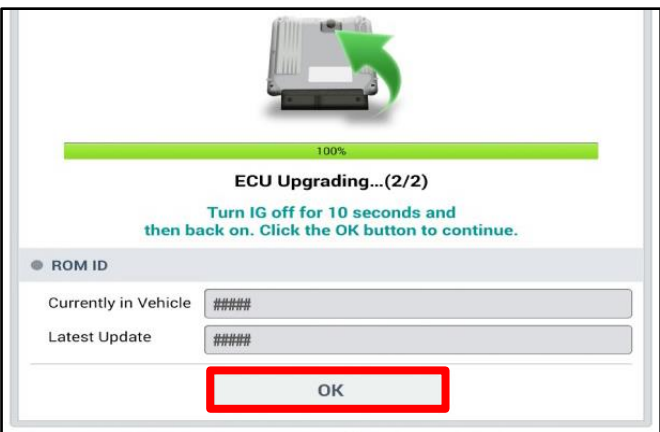 100%
ECU Upgrading...(2/2)
Turn IG off for 10 seconds and
then back on. Click the OK button to continue.
ROM ID
Currently in Vehicle #####
Latest Update #####
OK